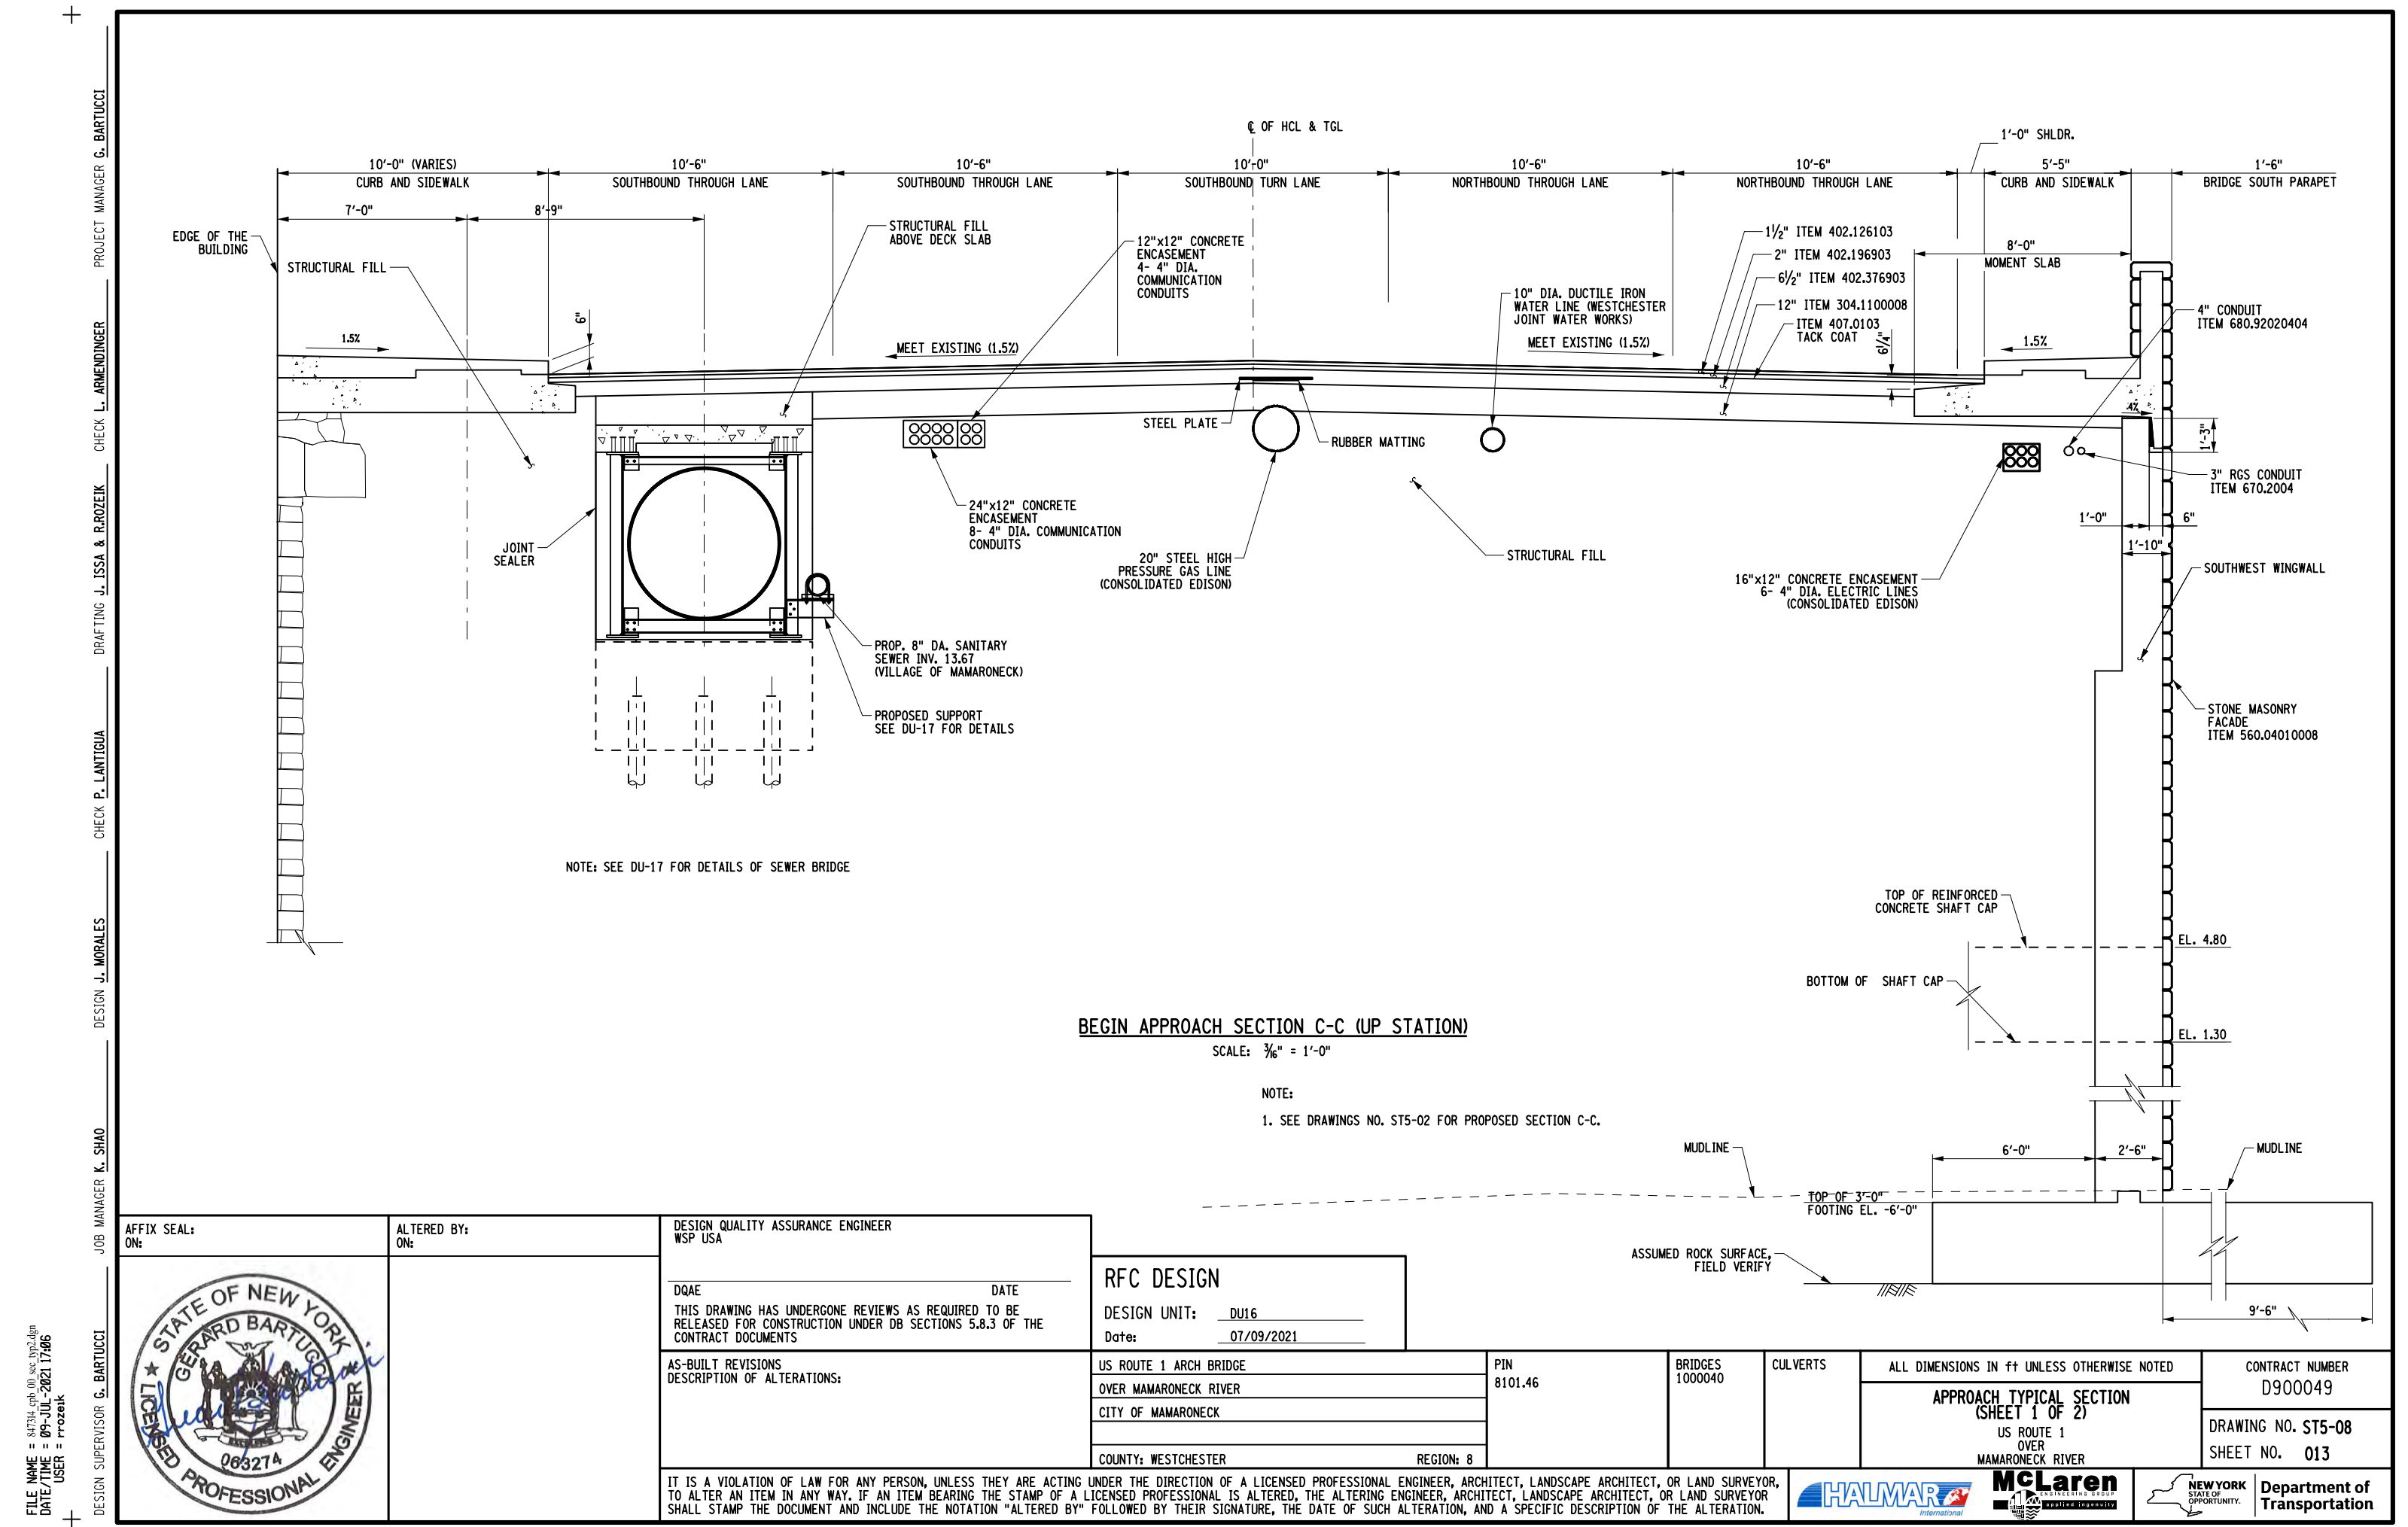 ℄ OF HCL & TGL
1'-0" SHLDR.
10'-0" (VARIES)
CURB AND SIDEWALK
10'-6"
SOUTHBOUND THROUGH LANE
10'-6"
SOUTHBOUND THROUGH LANE
10'-0"
SOUTHBOUND TURN LANE
10'-6"
NORTHBOUND THROUGH LANE
10'-6"
NORTHBOUND THROUGH LANE
5'-5"
CURB AND SIDEWALK
1'-6"
BRIDGE SOUTH PARAPET
7'-0"
8'-9"
EDGE OF THE
BUILDING
STRUCTURAL FILL
STRUCTURAL FILL
ABOVE DECK SLAB
12"x12" CONCRETE
ENCASEMENT
4- 4" DIA.
COMMUNICATION
CONDUITS
10" DIA. DUCTILE IRON
WATER LINE (WESTCHESTER
JOINT WATER WORKS)
1½" ITEM 402.126103
2" ITEM 402.196903
6½" ITEM 402.376903
12" ITEM 304.1100008
ITEM 407.0103
TACK COAT
8'-0"
MOMENT SLAB
4" CONDUIT
ITEM 680.92020404
6"
1.5%
MEET EXISTING (1.5%)
MEET EXISTING (1.5%)
6¼"
1.5%
4%
1'-3"
STEEL PLATE
RUBBER MATTING
3" RGS CONDUIT
ITEM 670.2004
24"x12" CONCRETE
ENCASEMENT
8- 4" DIA. COMMUNICATION
CONDUITS
JOINT
SEALER
20" STEEL HIGH
PRESSURE GAS LINE
(CONSOLIDATED EDISON)
STRUCTURAL FILL
1'-0"
6"
1'-10"
16"x12" CONCRETE ENCASEMENT
6- 4" DIA. ELECTRIC LINES
(CONSOLIDATED EDISON)
SOUTHWEST WINGWALL
PROP. 8" DA. SANITARY
SEWER INV. 13.67
(VILLAGE OF MAMARONECK)
PROPOSED SUPPORT
SEE DU-17 FOR DETAILS
STONE MASONRY
FACADE
ITEM 560.04010008
NOTE: SEE DU-17 FOR DETAILS OF SEWER BRIDGE
TOP OF REINFORCED
CONCRETE SHAFT CAP
EL. 4.80
BOTTOM OF SHAFT CAP
EL. 1.30
BEGIN APPROACH SECTION C-C (UP STATION)
SCALE: 3/16" = 1'-0"
NOTE:
1. SEE DRAWINGS NO. ST5-02 FOR PROPOSED SECTION C-C.
MUDLINE
6'-0"
2'-6"
MUDLINE
TOP OF 3'-0"
FOOTING EL. -6'-0"
ASSUMED ROCK SURFACE,
FIELD VERIFY
9'-6"
AFFIX SEAL:
ON:
ALTERED BY:
ON:
DESIGN QUALITY ASSURANCE ENGINEER
WSP USA
DQAE DATE
THIS DRAWING HAS UNDERGONE REVIEWS AS REQUIRED TO BE
RELEASED FOR CONSTRUCTION UNDER DB SECTIONS 5.8.3 OF THE
CONTRACT DOCUMENTS
RFC DESIGN
DESIGN UNIT: DU16
Date: 07/09/2021
STATE OF NEW YORK
GERARD BARTUCCI
063274
LICENSED PROFESSIONAL ENGINEER
AS-BUILT REVISIONS
DESCRIPTION OF ALTERATIONS:
US ROUTE 1 ARCH BRIDGE
OVER MAMARONECK RIVER
CITY OF MAMARONECK
COUNTY: WESTCHESTER REGION: 8
PIN
8101.46
BRIDGES
1000040
CULVERTS
ALL DIMENSIONS IN ft UNLESS OTHERWISE NOTED
APPROACH TYPICAL SECTION
(SHEET 1 OF 2)
US ROUTE 1
OVER
MAMARONECK RIVER
CONTRACT NUMBER
D900049
DRAWING NO. ST5-08
SHEET NO. 013
IT IS A VIOLATION OF LAW FOR ANY PERSON, UNLESS THEY ARE ACTING UNDER THE DIRECTION OF A LICENSED PROFESSIONAL ENGINEER, ARCHITECT, LANDSCAPE ARCHITECT, OR LAND SURVEYOR,
TO ALTER AN ITEM IN ANY WAY. IF AN ITEM BEARING THE STAMP OF A LICENSED PROFESSIONAL IS ALTERED, THE ALTERING ENGINEER, ARCHITECT, LANDSCAPE ARCHITECT, OR LAND SURVEYOR
SHALL STAMP THE DOCUMENT AND INCLUDE THE NOTATION "ALTERED BY" FOLLOWED BY THEIR SIGNATURE, THE DATE OF SUCH ALTERATION, AND A SPECIFIC DESCRIPTION OF THE ALTERATION.
HALMAR
International
McLaren
ENGINEERING GROUP
applied ingenuity
NEW YORK
STATE OF
OPPORTUNITY.
Department of
Transportation
PROJECT MANAGER G. BARTUCCI
CHECK L. ARMENDINGER
DRAFTING J. ISSA & R.ROZEIK
CHECK P. LANTIGUA
DESIGN J. MORALES
JOB MANAGER K. SHAO
DESIGN SUPERVISOR G. BARTUCCI
FILE NAME = 847314_cpb_00_sec_typ2.dgn
DATE/TIME = 09-JUL-2021 17:06
USER = rrozeik